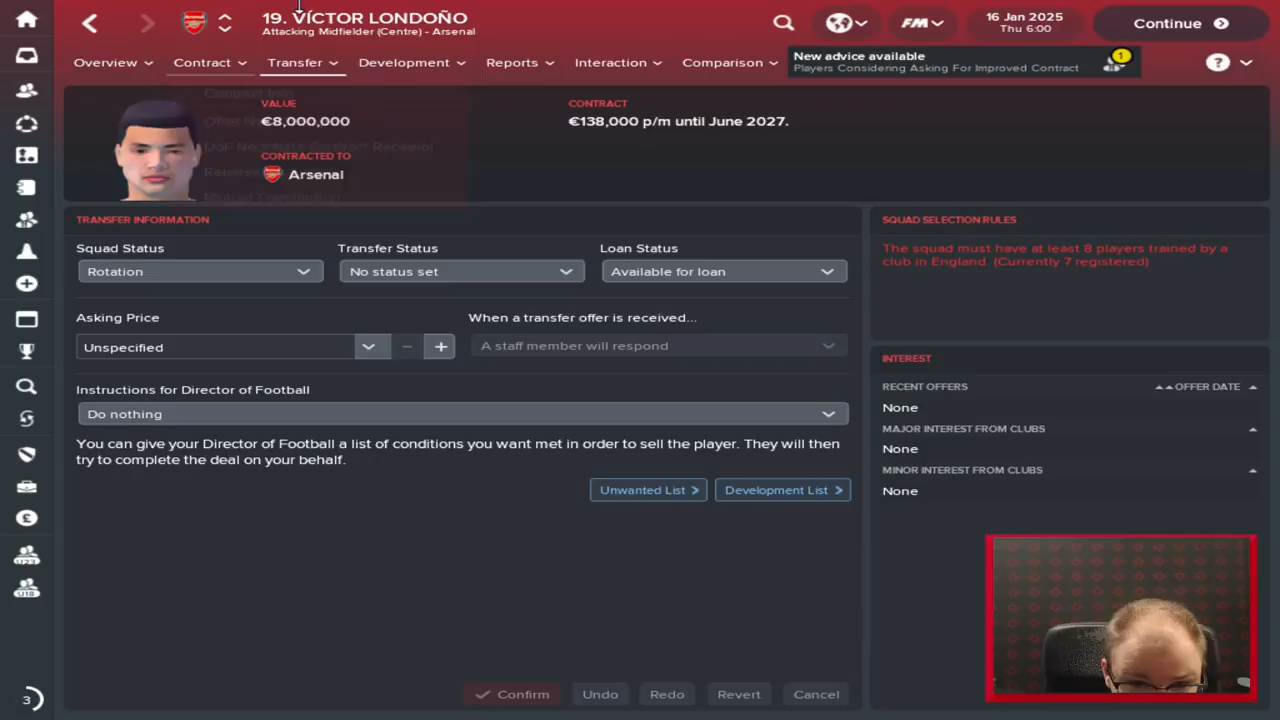 19. VÍCTOR LONDOÑO
Attacking Midfielder (Centre) - Arsenal
FM
16 Jan 2025
Thu 6:00
Continue
Overview
Contract
Transfer
Development
Reports
Interaction
Comparison
New advice available
Players Considering Asking For Improved Contract
1
?
VALUE
€8,000,000
CONTRACTED TO
Arsenal
CONTRACT
€138,000 p/m until June 2027.
TRANSFER INFORMATION
Squad Status
Transfer Status
Loan Status
Rotation
No status set
Available for loan
Asking Price
When a transfer offer is received...
Unspecified
A staff member will respond
Instructions for Director of Football
Do nothing
You can give your Director of Football a list of conditions you want met in order to sell the player. They will then
try to complete the deal on your behalf.
Unwanted List >
Development List >
Confirm
Undo
Redo
Revert
Cancel
SQUAD SELECTION RULES
The squad must have at least 8 players trained by a
club in England. (Currently 7 registered)
INTEREST
RECENT OFFERS
OFFER DATE
None
MAJOR INTEREST FROM CLUBS
None
MINOR INTEREST FROM CLUBS
None
U23
U18
3